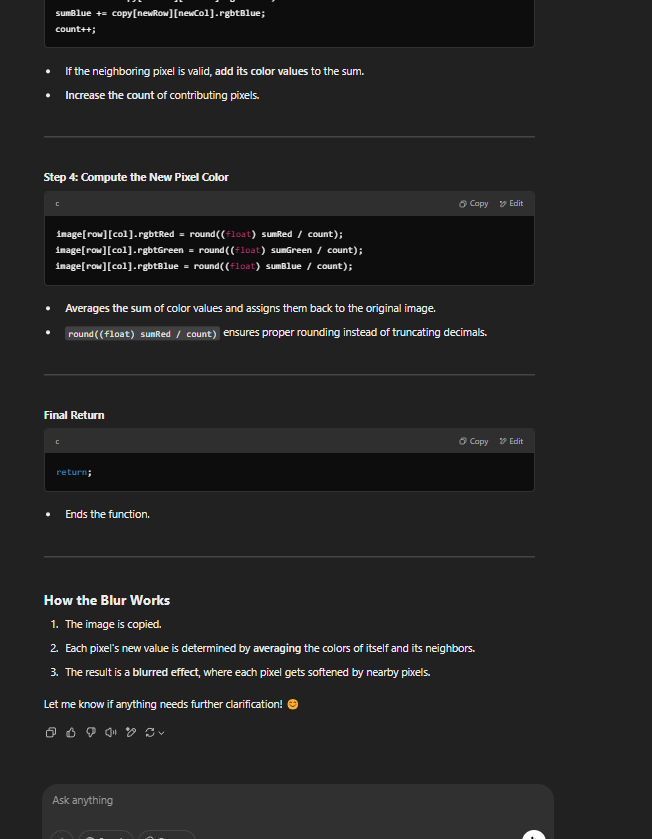 sumBlue += copy[newRow][newCol].rgbtBlue;
count++;
• If the neighboring pixel is valid, add its color values to the sum.
• Increase the count of contributing pixels.
Step 4: Compute the New Pixel Color
c Copy Edit
image[row][col].rgbtRed = round((float) sumRed / count);
image[row][col].rgbtGreen = round((float) sumGreen / count);
image[row][col].rgbtBlue = round((float) sumBlue / count);
• Averages the sum of color values and assigns them back to the original image.
• round((float) sumRed / count) ensures proper rounding instead of truncating decimals.
Final Return
c Copy Edit
return;
• Ends the function.
How the Blur Works
1. The image is copied.
2. Each pixel's new value is determined by averaging the colors of itself and its neighbors.
3. The result is a blurred effect, where each pixel gets softened by nearby pixels.
Let me know if anything needs further clarification! 😊
Ask anything